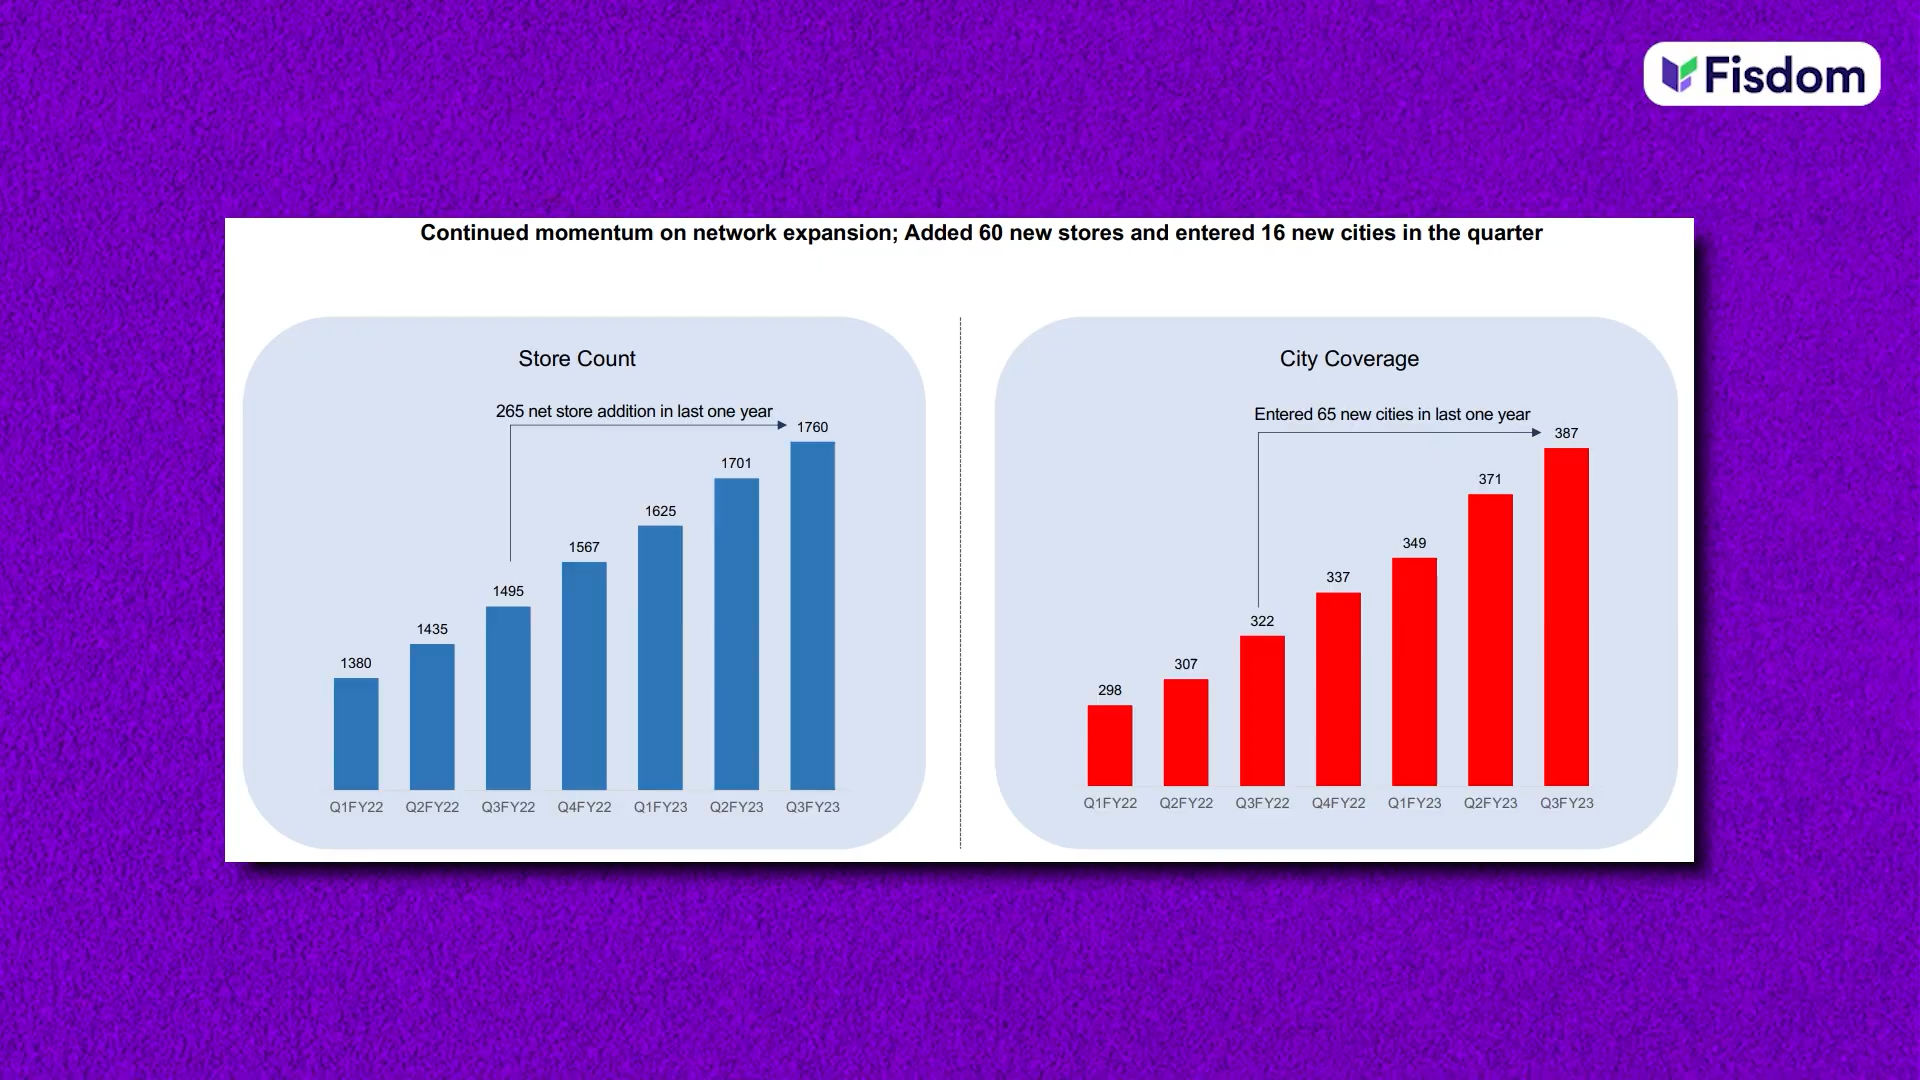 Fisdom
Continued momentum on network expansion; Added 60 new stores and entered 16 new cities in the quarter
Store Count
265 net store addition in last one year
1760
1701
1625
1567
1495
1435
1380
Q1FY22 Q2FY22 Q3FY22 Q4FY22 Q1FY23 Q2FY23 Q3FY23
City Coverage
Entered 65 new cities in last one year
387
371
349
337
322
307
298
Q1FY22 Q2FY22 Q3FY22 Q4FY22 Q1FY23 Q2FY23 Q3FY23